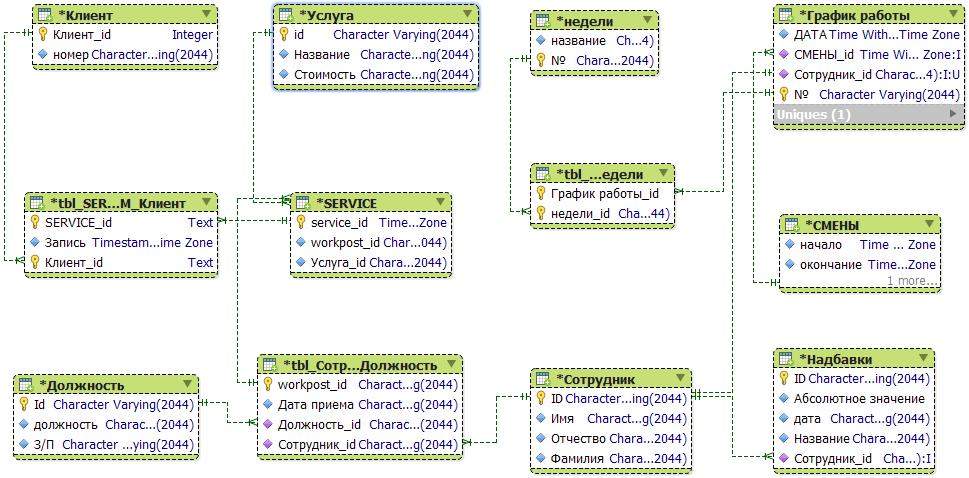 *Клиент
Клиент_id Integer
номер Character...ing(2044)
*Услуга
id Character Varying(2044)
Название Characte...ng(2044)
Стоимость Characte...ng(2044)
*недели
название Ch...4)
№ Chara...2044)
*График работы
ДАТА Time With...Time Zone
СМЕНЫ_id Time Wi... Zone:I
Сотрудник_id Charac...4):I:U
№ Character Varying(2044)
Uniques (1)
*tbl_SER...M_Клиент
SERVICE_id Text
Запись Timestam...ime Zone
Клиент_id Text
*SERVICE
service_id Time...Zone
workpost_id Char...044)
Услуга_id Chara...2044)
*tbl_...едели
График работы_id
недели_id Cha...44)
*СМЕНЫ
начало Time ... Zone
окончание Time...Zone
1 more...
*Должность
Id Character Varying(2044)
должность Charac...(2044)
З/П Character ...ying(2044)
*tbl_Сотр...Должность
workpost_id Charact...g(2044)
Дата приема Charact...g(2044)
Должность_id Charac...(2044)
Сотрудник_id Charact...g(2044)
*Сотрудник
ID Character...ing(2044)
Имя Charact...g(2044)
Отчество Chara...2044)
Фамилия Chara...2044)
*Надбавки
ID Character...ing(2044)
Абсолютное значение
дата Charact...g(2044)
Название Chara...2044)
Сотрудник_id Cha...):I